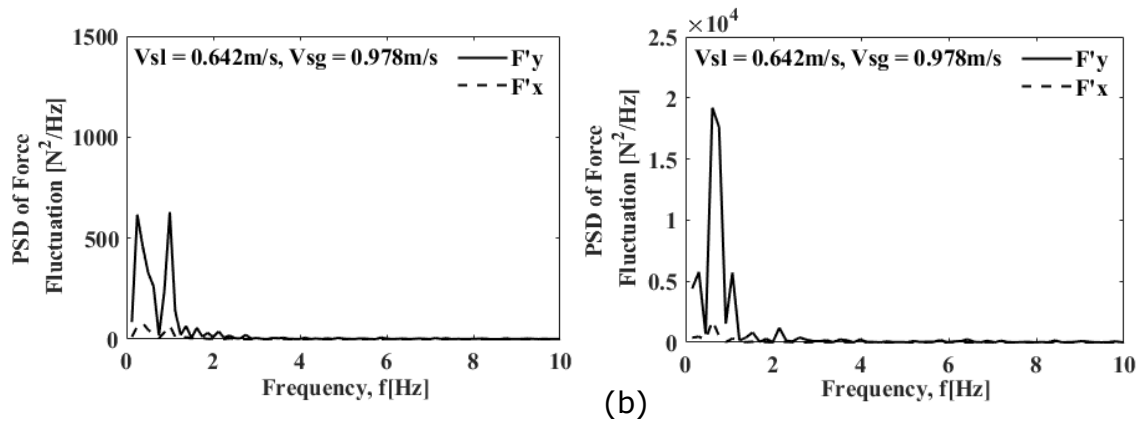 1500
1000
500
0
PSD of Force
Fluctuation [N²/Hz]
Vsl = 0.642m/s, Vsg = 0.978m/s
F'y
F'x
0 2 4 6 8 10
Frequency, f[Hz]
(b)
×10⁴
2.5
2
1.5
1
0.5
0
PSD of Force
Fluctuation [N²/Hz]
Vsl = 0.642m/s, Vsg = 0.978m/s
F'y
F'x
0 2 4 6 8 10
Frequency, f[Hz]